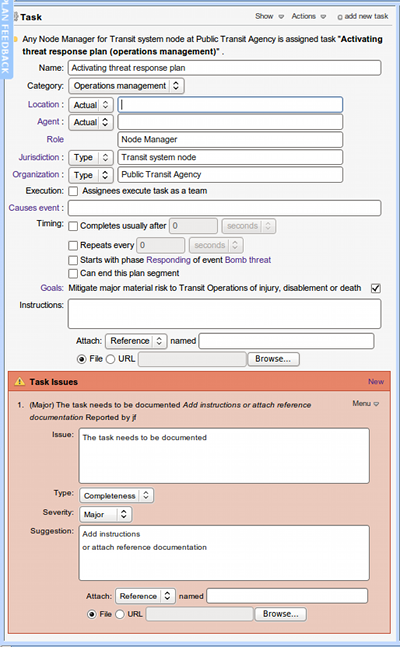 PLAN FEEDBACK
Task Show Actions add new task
Any Node Manager for Transit system node at Public Transit Agency is assigned task "Activating
threat response plan (operations management)" .
Name: Activating threat response plan
Category: Operations management
Location : Actual
Agent : Actual
Role Node Manager
Jurisdiction : Type Transit system node
Organization : Type Public Transit Agency
Execution: Assignees execute task as a team
Causes event :
Timing: Completes usually after 0 seconds
Repeats every 0 seconds
Starts with phase Responding of event Bomb threat
Can end this plan segment
Goals: Mitigate major material risk to Transit Operations of injury, disablement or death
Instructions:
Attach: Reference named
File URL Browse...
Task Issues New
1. (Major) The task needs to be documented Add instructions or attach reference Menu
documentation Reported by jf
Issue: The task needs to be documented
Type: Completeness
Severity: Major
Suggestion: Add instructions
or attach reference documentation
Attach: Reference named
File URL Browse...